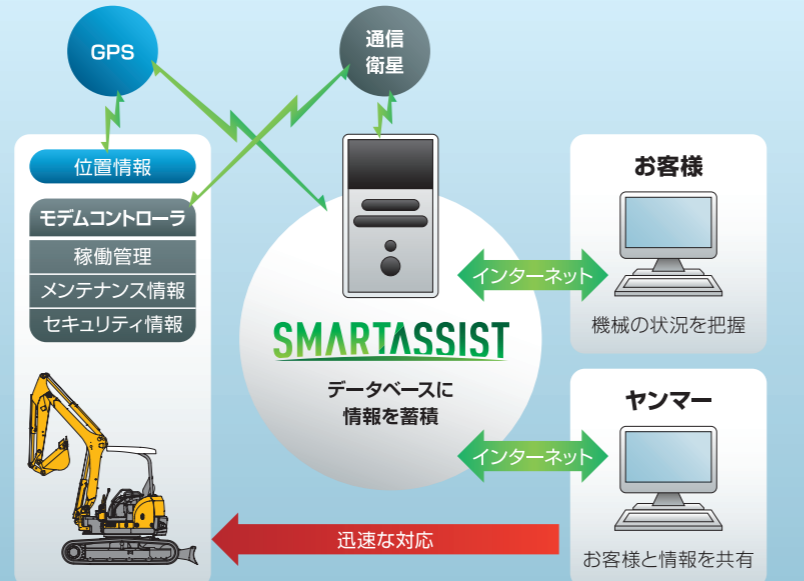 GPS
通信
衛星
位置情報
モデムコントローラ
稼働管理
メンテナンス情報
セキュリティ情報
SMARTASSIST
データベースに
情報を蓄積
お客様
インターネット
機械の状況を把握
ヤンマー
インターネット
お客様と情報を共有
迅速な対応